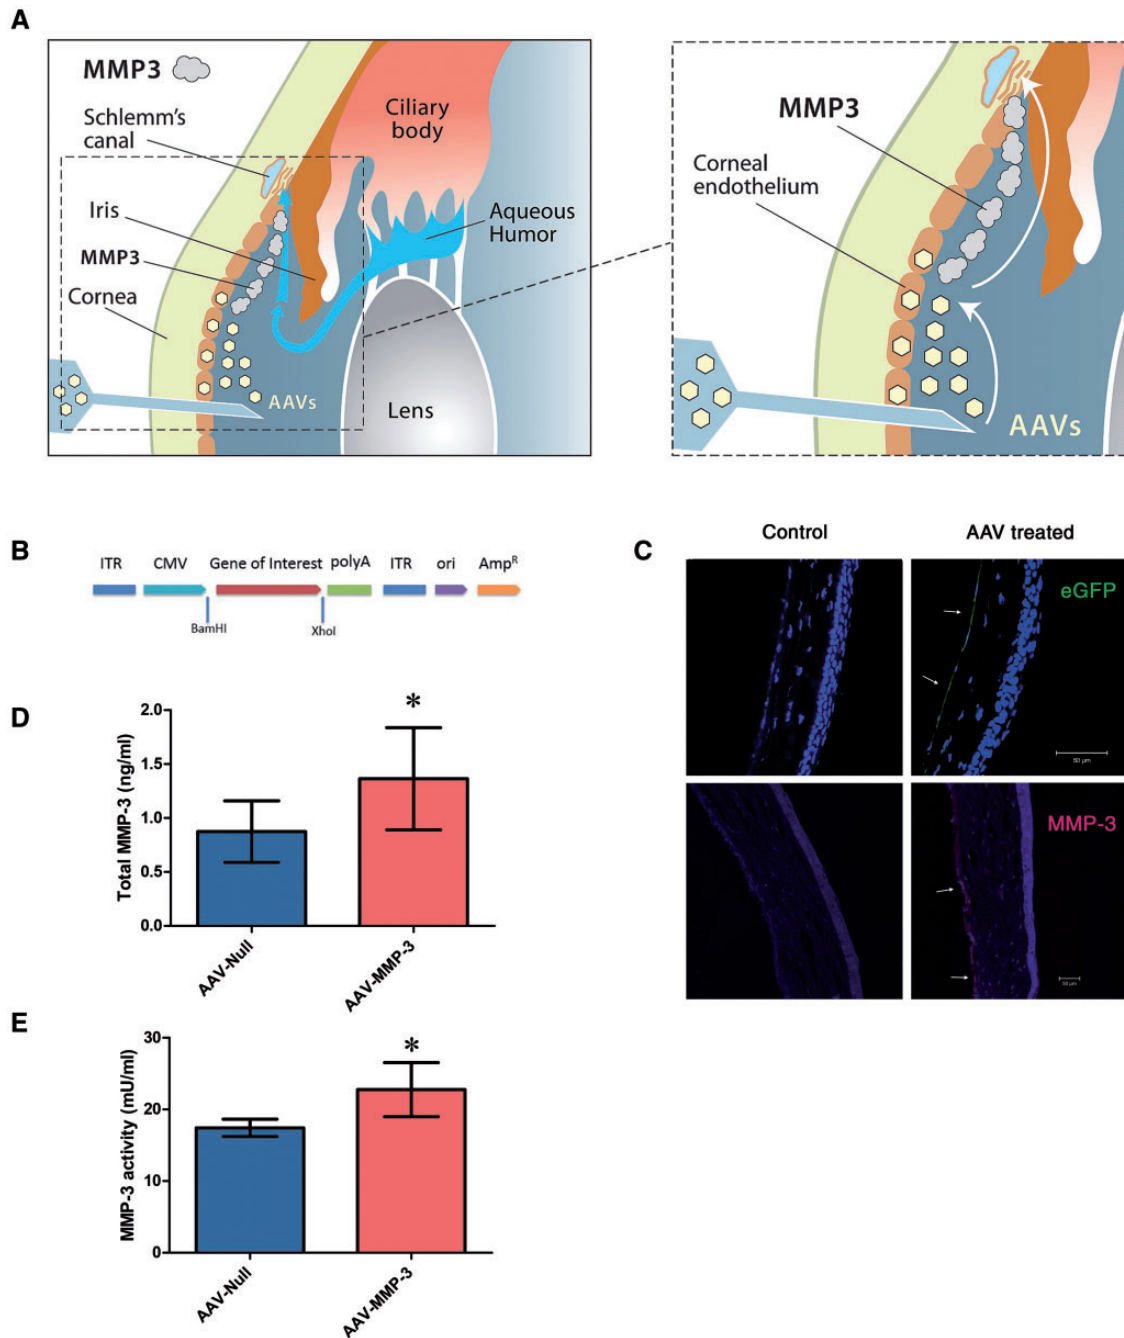 A
MMP3
Schlemm's
canal
Iris
MMP3
Cornea
Ciliary
body
Aqueous
Humor
AAVs
Lens
MMP3
Corneal
endothelium
AAVs
B
ITR CMV Gene of Interest polyA ITR ori Amp^R
BamHI XhoI
C
Control AAV treated
eGFP
50 µm
MMP-3
D
Total MMP-3 (ng/ml)
2.0
1.5
1.0
0.5
0.0
*
AAV-Null
AAV-MMP-3
E
MMP-3 activity (mU/ml)
30
20
10
0
*
AAV-Null
AAV-MMP-3